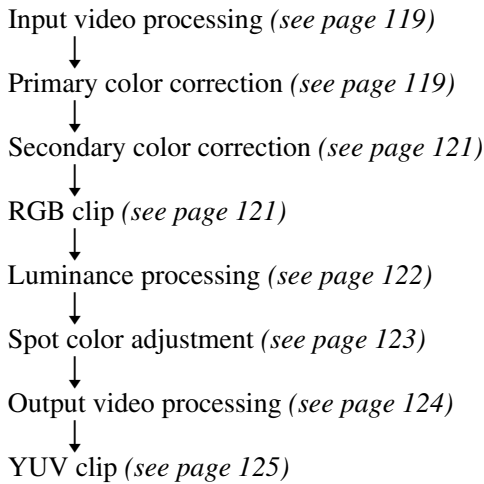 Input video processing (see page 119)
Primary color correction (see page 119)
Secondary color correction (see page 121)
RGB clip (see page 121)
Luminance processing (see page 122)
Spot color adjustment (see page 123)
Output video processing (see page 124)
YUV clip (see page 125)